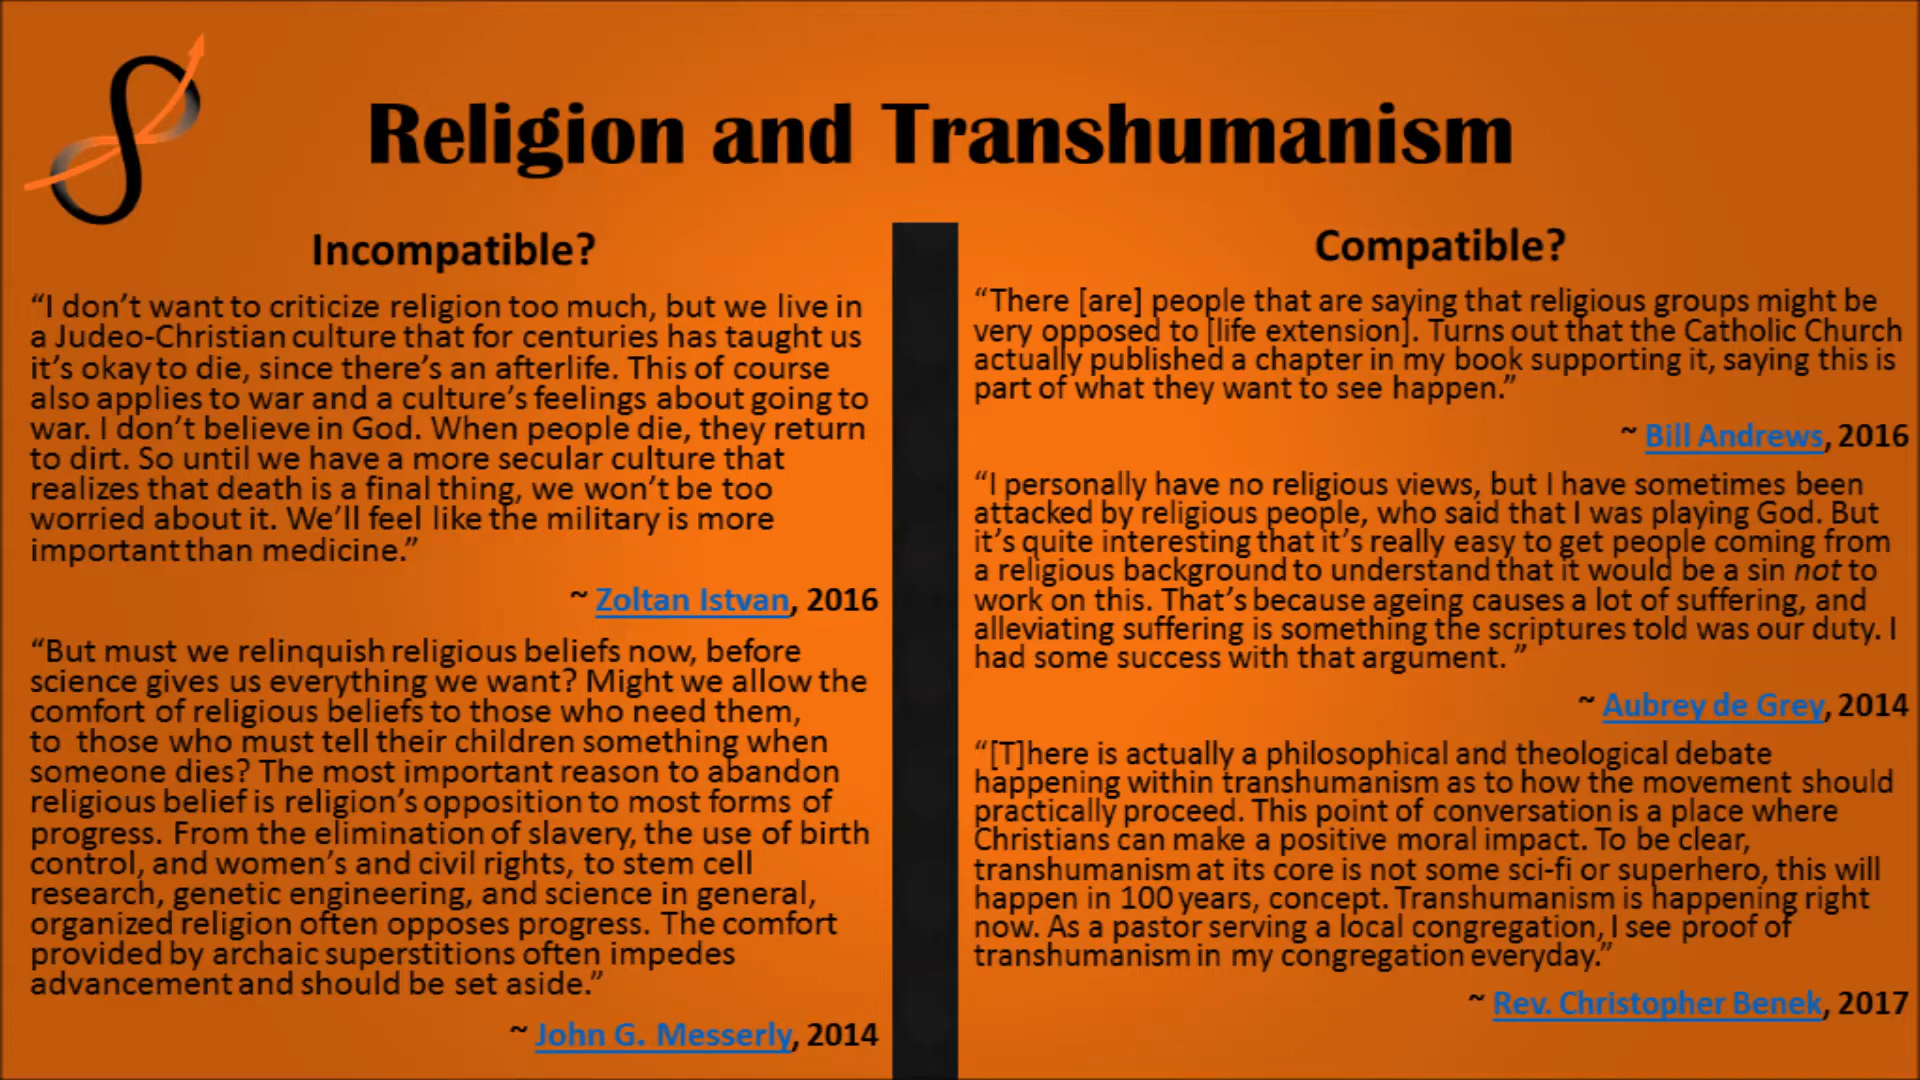 Religion and Transhumanism
Incompatible?
“I don’t want to criticize religion too much, but we live in
a Judeo-Christian culture that for centuries has taught us
it’s okay to die, since there’s an afterlife. This of course
also applies to war and a culture’s feelings about going to
war. I don’t believe in God. When people die, they return
to dirt. So until we have a more secular culture that
realizes that death is a final thing, we won’t be too
worried about it. We’ll feel like the military is more
important than medicine.”
~ Zoltan Istvan, 2016
“But must we relinquish religious beliefs now, before
science gives us everything we want? Might we allow the
comfort of religious beliefs to those who need them,
to those who must tell their children something when
someone dies? The most important reason to abandon
religious belief is religion’s opposition to most forms of
progress. From the elimination of slavery, the use of birth
control, and women’s and civil rights, to stem cell
research, genetic engineering, and science in general,
organized religion often opposes progress. The comfort
provided by archaic superstitions often impedes
advancement and should be set aside.”
~ John G. Messerly, 2014
Compatible?
“There [are] people that are saying that religious groups might be
very opposed to [life extension]. Turns out that the Catholic Church
actually published a chapter in my book supporting it, saying this is
part of what they want to see happen.”
~ Bill Andrews, 2016
“I personally have no religious views, but I have sometimes been
attacked by religious people, who said that I was playing God. But
it’s quite interesting that it’s really easy to get people coming from
a religious background to understand that it would be a sin not to
work on this. That’s because ageing causes a lot of suffering, and
alleviating suffering is something the scriptures told was our duty. I
had some success with that argument. ”
~ Aubrey de Grey, 2014
“[T]here is actually a philosophical and theological debate
happening within transhumanism as to how the movement should
practically proceed. This point of conversation is a place where
Christians can make a positive moral impact. To be clear,
transhumanism at its core is not some sci-fi or superhero, this will
happen in 100 years, concept. Transhumanism is happening right
now. As a pastor serving a local congregation, I see proof of
transhumanism in my congregation everyday.”
~ Rev. Christopher Benek, 2017